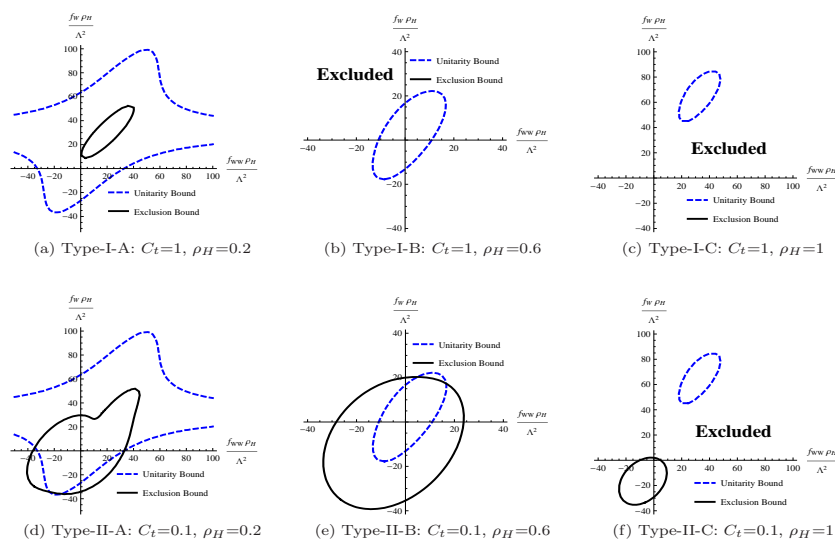 f_W ρ_H / Λ²
100
80
60
40
20
−40 −20 20 40 60 80 100
f_WW ρ_H / Λ²
−20
−40
Unitarity Bound
Exclusion Bound
(a) Type-I-A: C_t=1, ρ_H=0.2
f_W ρ_H / Λ²
40
20
−40 −20 20 40
f_WW ρ_H / Λ²
−20
−40
Excluded
Unitarity Bound
Exclusion Bound
(b) Type-I-B: C_t=1, ρ_H=0.6
f_W ρ_H / Λ²
100
80
60
40
20
−40 −20 20 40 60 80 100
f_WW ρ_H / Λ²
−20
−40
Excluded
Unitarity Bound
Exclusion Bound
(c) Type-I-C: C_t=1, ρ_H=1
f_W ρ_H / Λ²
100
80
60
40
20
−40 −20 20 40 60 80 100
f_WW ρ_H / Λ²
−20
−40
Unitarity Bound
Exclusion Bound
(d) Type-II-A: C_t=0.1, ρ_H=0.2
f_W ρ_H / Λ²
40
20
−40 −20 20 40
f_WW ρ_H / Λ²
−20
−40
Unitarity Bound
Exclusion Bound
(e) Type-II-B: C_t=0.1, ρ_H=0.6
f_W ρ_H / Λ²
100
80
60
40
20
−40 −20 20 40 60 80 100
f_WW ρ_H / Λ²
−20
−40
Excluded
Unitarity Bound
Exclusion Bound
(f) Type-II-C: C_t=0.1, ρ_H=1